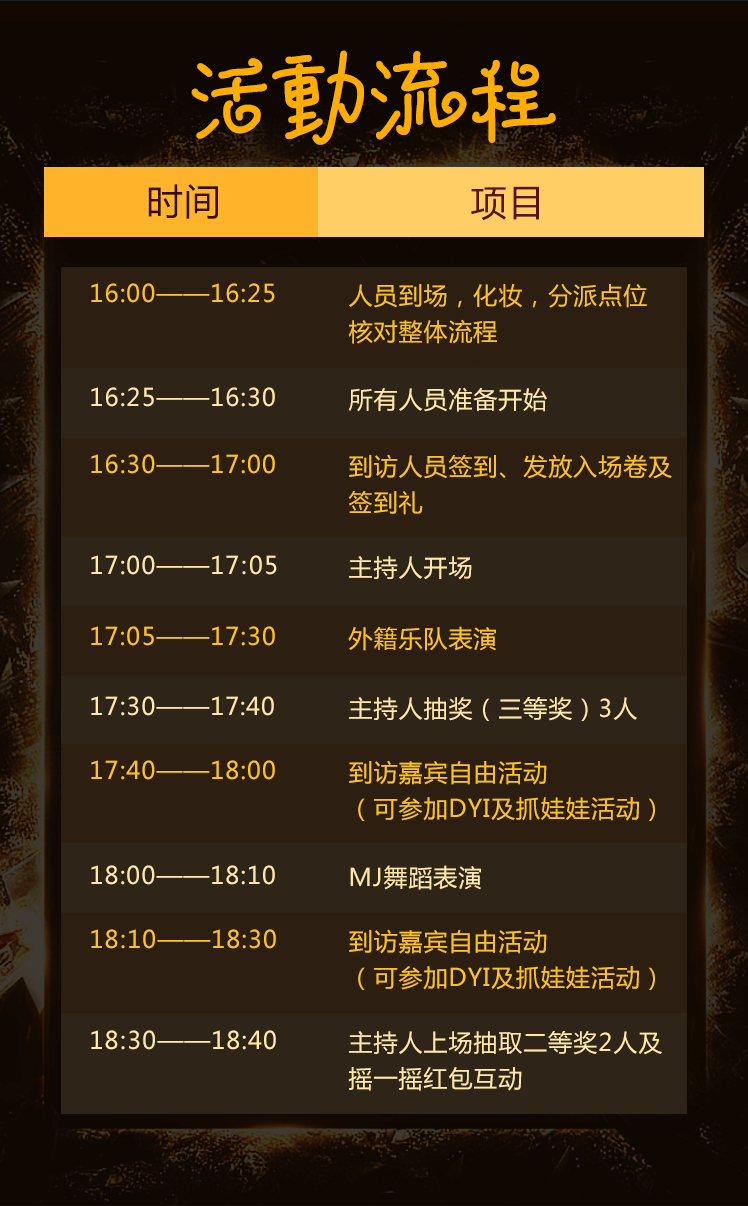 活動流程
时间 项目
16:00——16:25 人员到场，化妆，分派点位
核对整体流程
16:25——16:30 所有人员准备开始
16:30——17:00 到访人员签到、发放入场卷及
签到礼
17:00——17:05 主持人开场
17:05——17:30 外籍乐队表演
17:30——17:40 主持人抽奖（三等奖）3人
17:40——18:00 到访嘉宾自由活动
（可参加DYI及抓娃娃活动）
18:00——18:10 MJ舞蹈表演
18:10——18:30 到访嘉宾自由活动
（可参加DYI及抓娃娃活动）
18:30——18:40 主持人上场抽取二等奖2人及
摇一摇红包互动